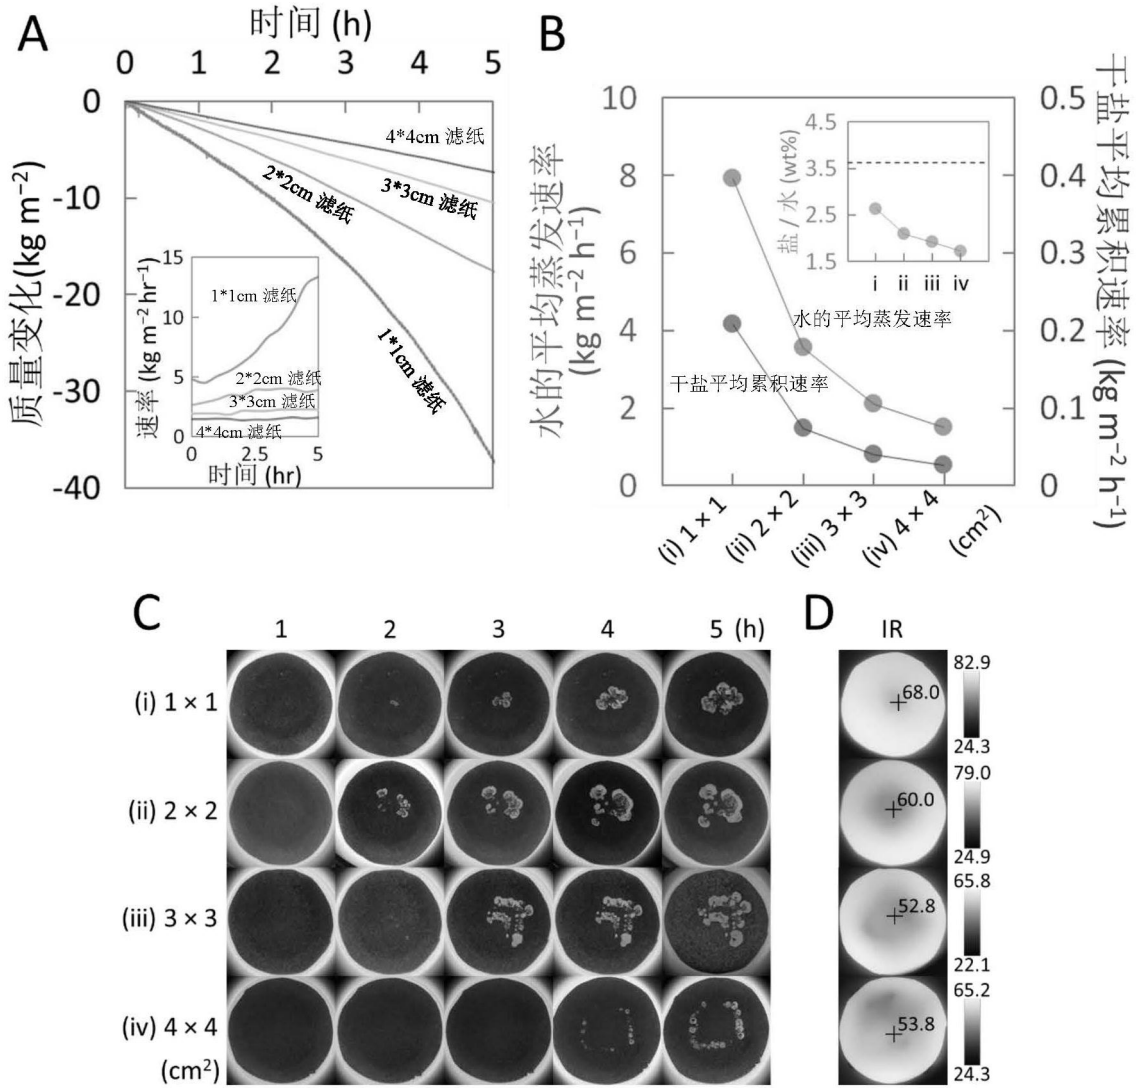 A
时间 (h)
0 1 2 3 4 5
质量变化(kg m⁻²)
0
-10
-20
-30
-40
4*4cm 滤纸
3*3cm 滤纸
2*2cm 滤纸
1*1cm 滤纸
速率 (kg m⁻² hr⁻¹)
15
10
5
0
1*1cm 滤纸
2*2cm 滤纸
3*3cm 滤纸
4*4cm 滤纸
0 2.5 5
时间 (hr)
B
水的平均蒸发速率
(kg m⁻² h⁻¹)
10
8
6
4
2
0
盐 / 水 (wt%)
4.5
3.5
2.5
1.5
i ii iii iv
水的平均蒸发速率
干盐平均累积速率
0.5
0.4
0.3
0.2
0.1
0
干盐平均累积速率 (kg m⁻² h⁻¹)
(i) 1 × 1
(ii) 2 × 2
(iii) 3 × 3
(iv) 4 × 4
(cm²)
C
1 2 3 4 5 (h)
(i) 1 × 1
(ii) 2 × 2
(iii) 3 × 3
(iv) 4 × 4
(cm²)
D
IR
68.0
82.9
24.3
60.0
79.0
24.9
52.8
65.8
22.1
53.8
65.2
24.3